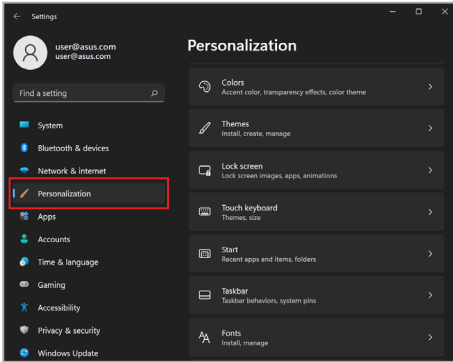 Settings
user@asus.com
user@asus.com
Find a setting
System
Bluetooth & devices
Network & internet
Personalization
Apps
Accounts
Time & language
Gaming
Accessibility
Privacy & security
Windows Update
Personalization
Colors
Accent color, transparency effects, color theme
Themes
Install, create, manage
Lock screen
Lock screen images, apps, animations
Touch keyboard
Themes, size
Start
Recent apps and items, folders
Taskbar
Taskbar behaviors, system pins
Fonts
Install, manage